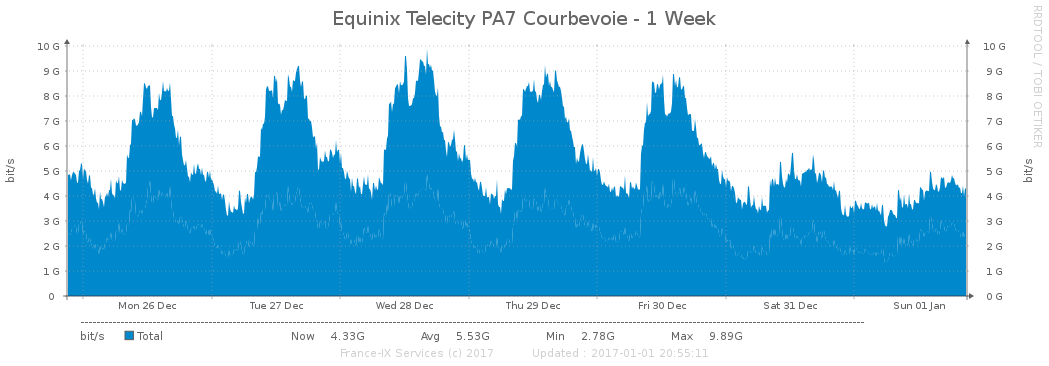 Equinix Telecity PA7 Courbevoie - 1 Week
RRDTOOL / TOBI OETIKER
bit/s
bit/s
10 G 10 G
9 G 9 G
8 G 8 G
7 G 7 G
6 G 6 G
5 G 5 G
4 G 4 G
3 G 3 G
2 G 2 G
1 G 1 G
0 0 G
Mon 26 Dec Tue 27 Dec Wed 28 Dec Thu 29 Dec Fri 30 Dec Sat 31 Dec Sun 01 Jan
bit/s Total Now 4.33G Avg 5.53G Min 2.78G Max 9.89G
France-IX Services (c) 2017 Updated : 2017-01-01 20:55:11